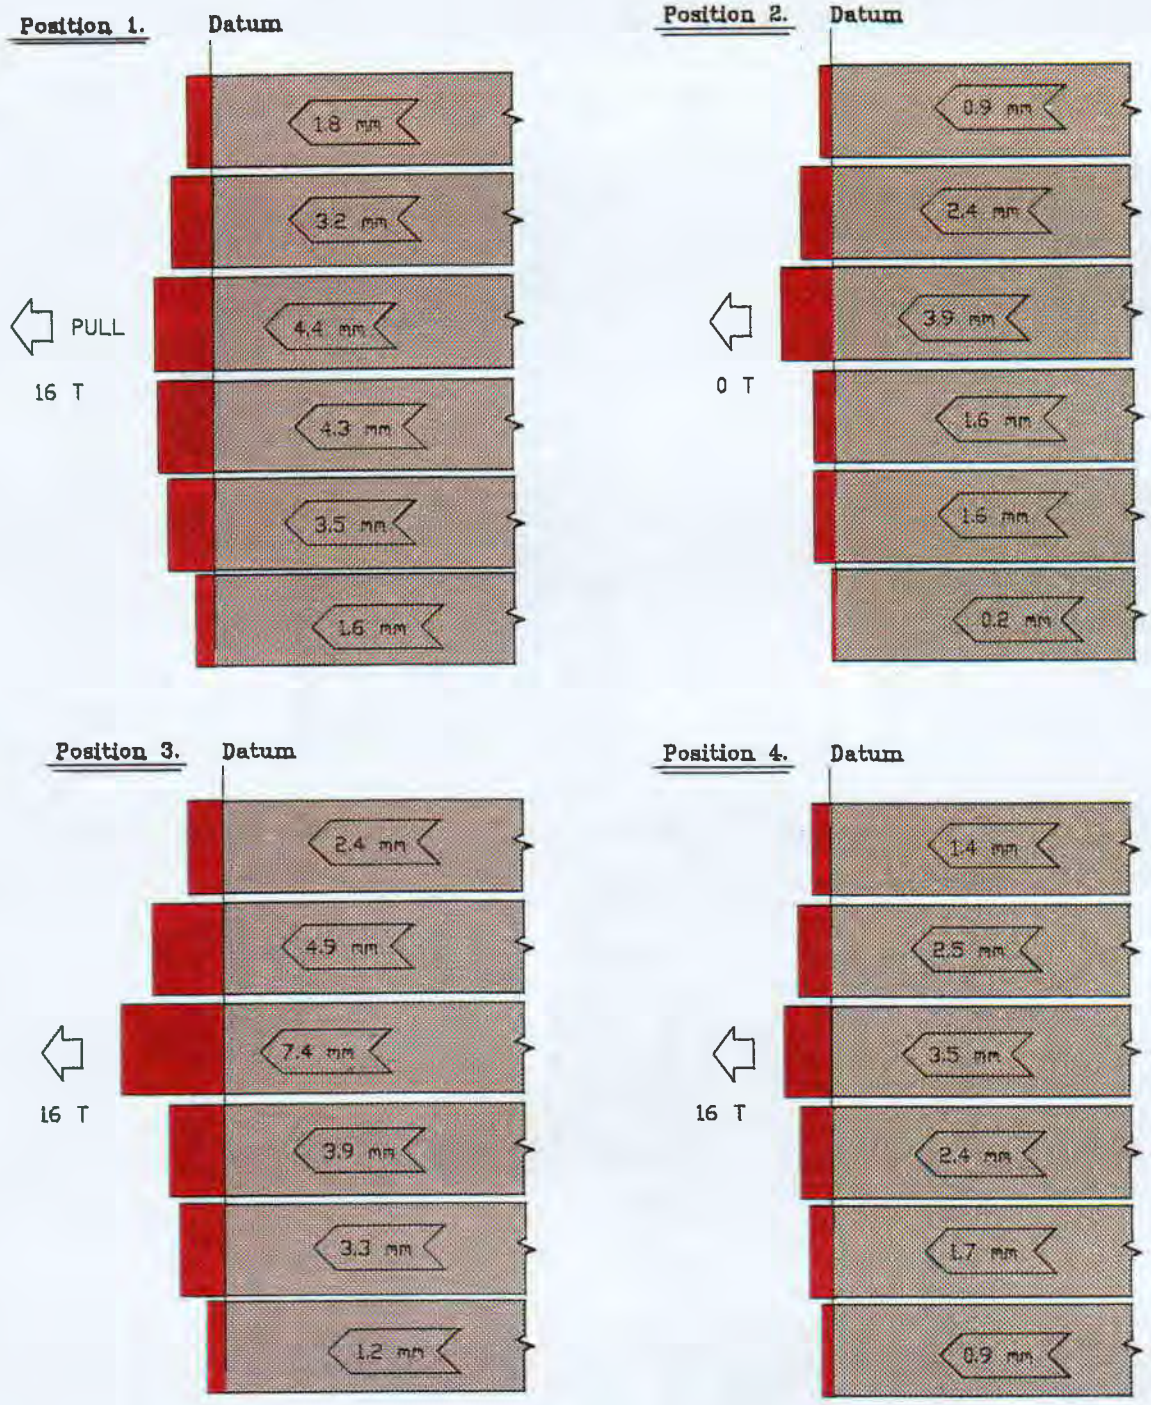 Position 1. Datum
1.8 mm
3.2 mm
4.4 mm
PULL
16 T
4.3 mm
3.5 mm
1.6 mm
Position 2. Datum
0.9 mm
2.4 mm
3.9 mm
0 T
1.6 mm
1.6 mm
0.2 mm
Position 3. Datum
2.4 mm
4.9 mm
7.4 mm
16 T
3.9 mm
3.3 mm
1.2 mm
Position 4. Datum
1.4 mm
2.5 mm
3.5 mm
16 T
2.4 mm
1.7 mm
0.9 mm